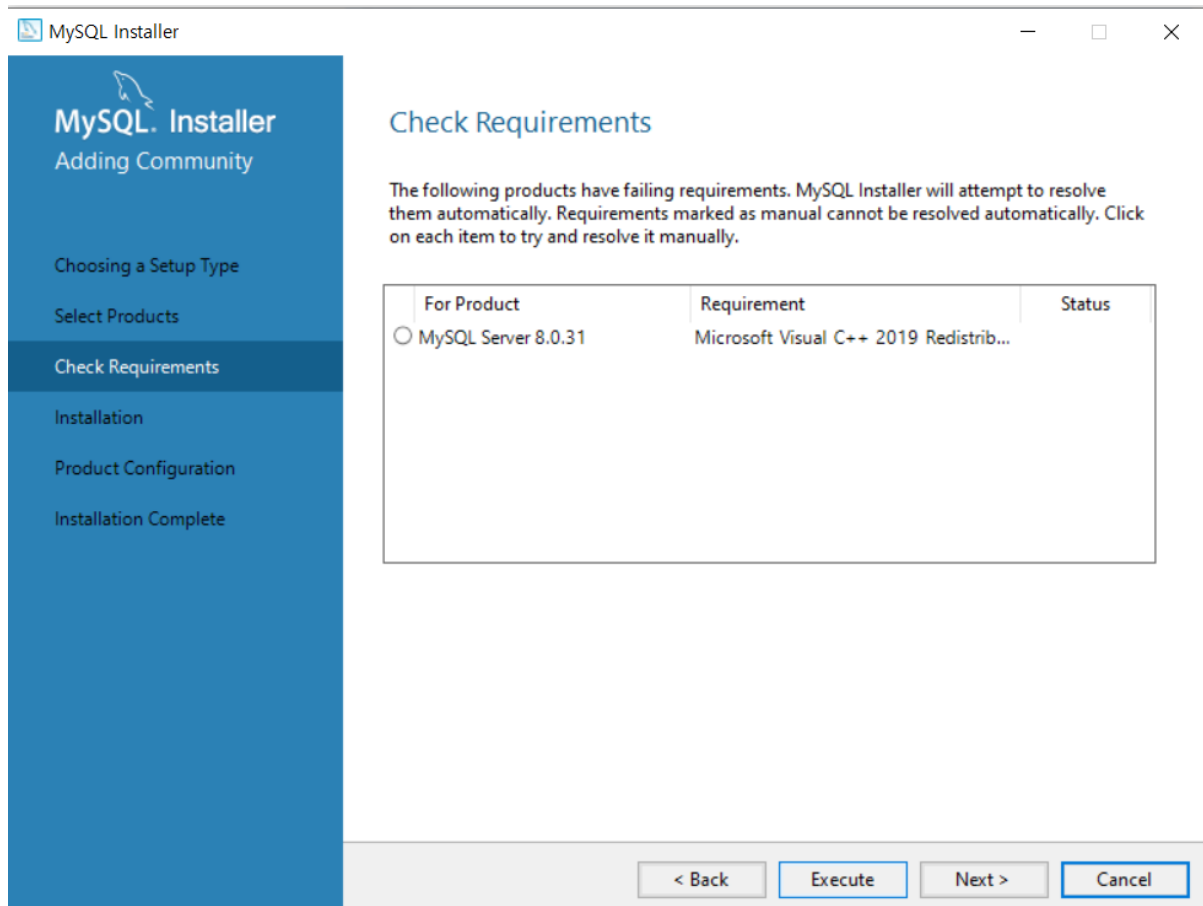 MySQL Installer
MySQL. Installer
Adding Community
Choosing a Setup Type
Select Products
Check Requirements
Installation
Product Configuration
Installation Complete
Check Requirements
The following products have failing requirements. MySQL Installer will attempt to resolve
them automatically. Requirements marked as manual cannot be resolved automatically. Click
on each item to try and resolve it manually.
For Product Requirement Status
MySQL Server 8.0.31 Microsoft Visual C++ 2019 Redistrib...
< Back Execute Next > Cancel